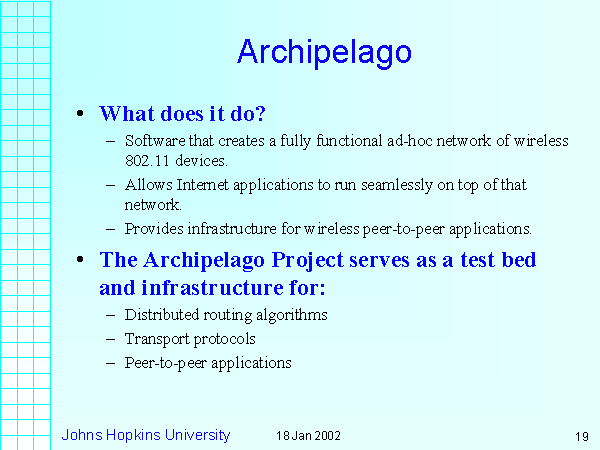 Archipelago
• What does it do?
– Software that creates a fully functional ad-hoc network of wireless
802.11 devices.
– Allows Internet applications to run seamlessly on top of that
network.
– Provides infrastructure for wireless peer-to-peer applications.
• The Archipelago Project serves as a test bed
and infrastructure for:
– Distributed routing algorithms
– Transport protocols
– Peer-to-peer applications
Johns Hopkins University 18 Jan 2002 19